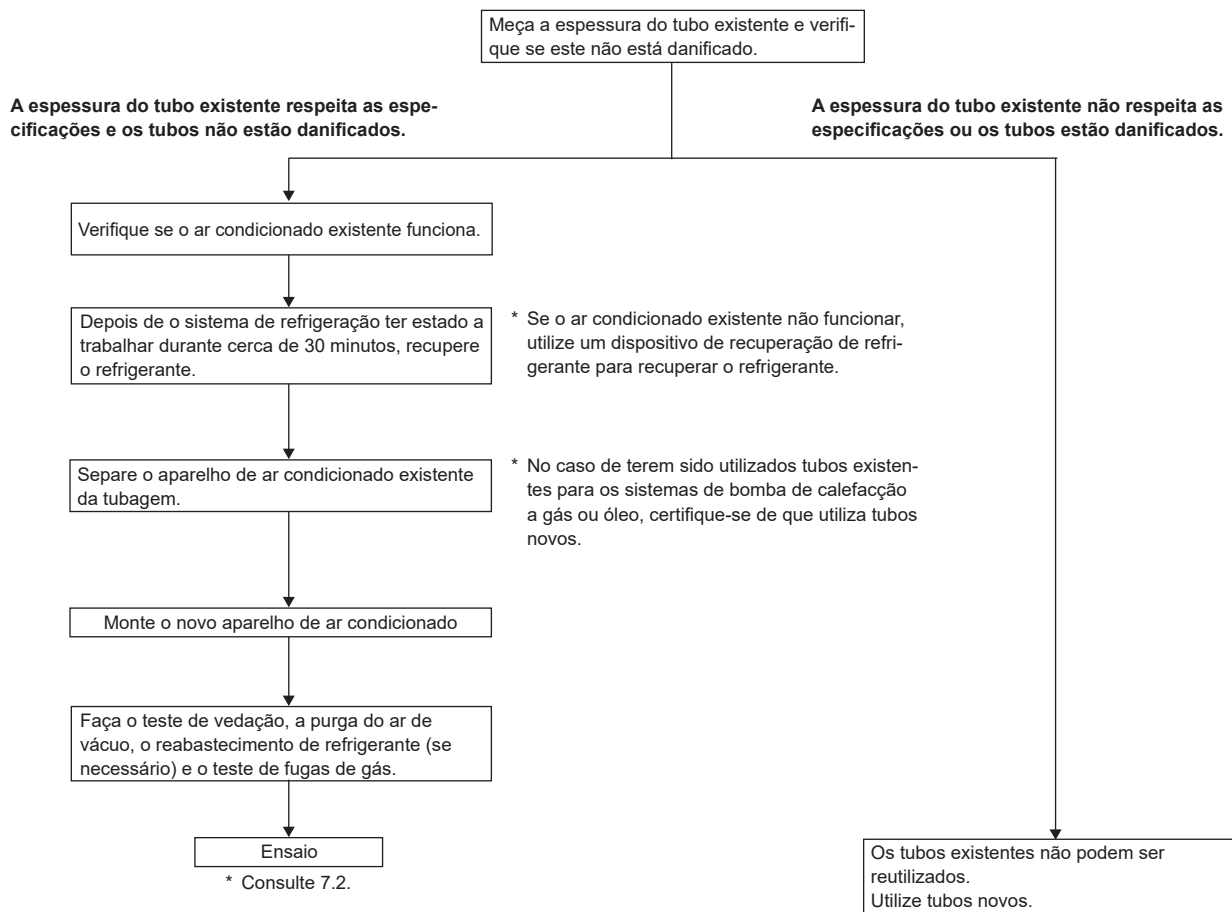 Meça a espessura do tubo existente e verifi-
que se este não está danificado.
A espessura do tubo existente respeita as espe-
cificações e os tubos não estão danificados.
A espessura do tubo existente não respeita as
especificações ou os tubos estão danificados.
Verifique se o ar condicionado existente funciona.
Depois de o sistema de refrigeração ter estado a
trabalhar durante cerca de 30 minutos, recupere
o refrigerante.
* Se o ar condicionado existente não funcionar,
utilize um dispositivo de recuperação de refri-
gerante para recuperar o refrigerante.
Separe o aparelho de ar condicionado existente
da tubagem.
* No caso de terem sido utilizados tubos existen-
tes para os sistemas de bomba de calefacção
a gás ou óleo, certifique-se de que utiliza tubos
novos.
Monte o novo aparelho de ar condicionado
Faça o teste de vedação, a purga do ar de
vácuo, o reabastecimento de refrigerante (se
necessário) e o teste de fugas de gás.
Ensaio
* Consulte 7.2.
Os tubos existentes não podem ser
reutilizados.
Utilize tubos novos.